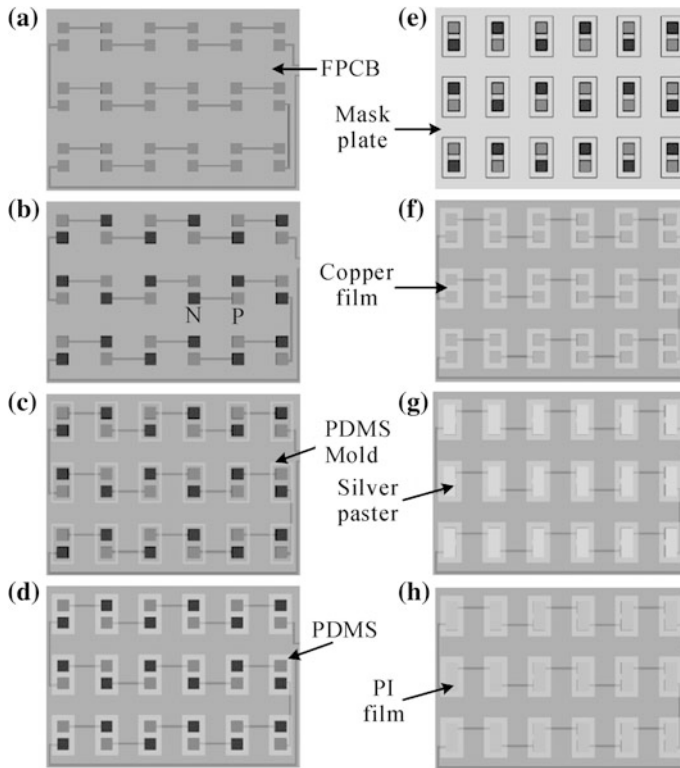 (a)
FPCB
(b)
N P
(c)
PDMS
Mold
(d)
PDMS
(e)
Mask
plate
(f)
Copper
film
(g)
Silver
paster
(h)
PI
film